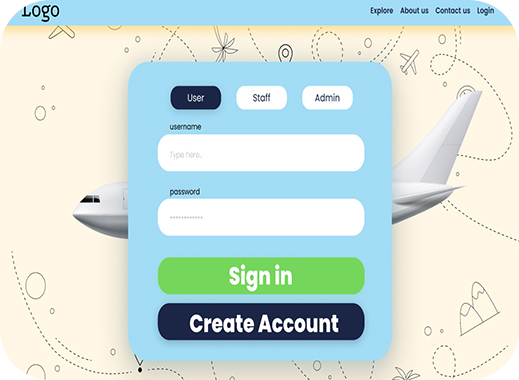 Logo
Explore About us Contact us Login
User Staff Admin
username
Type here..
password
************
Sign in
Create Account